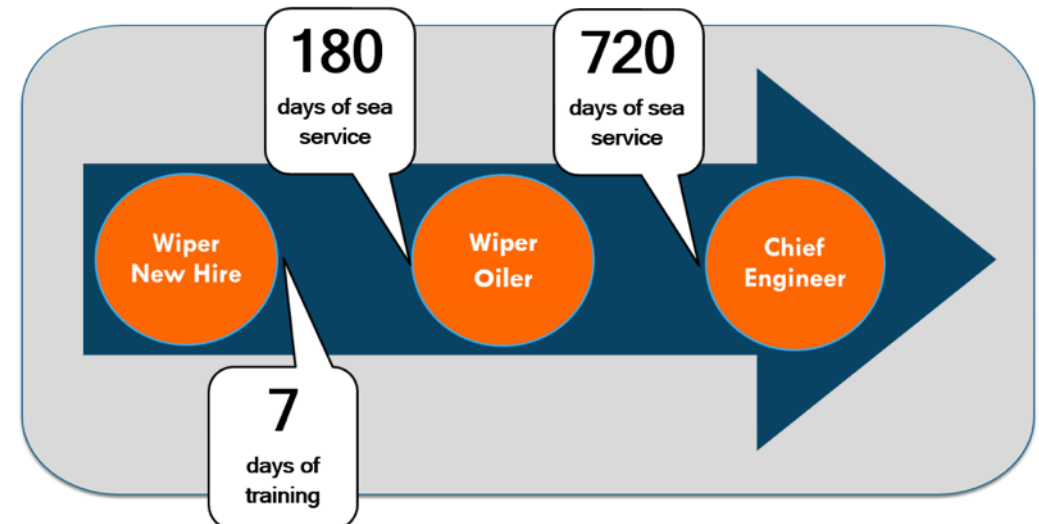 180
days of sea
service
720
days of sea
service
Wiper
New Hire
Wiper
Oiler
Chief
Engineer
7
days of
training